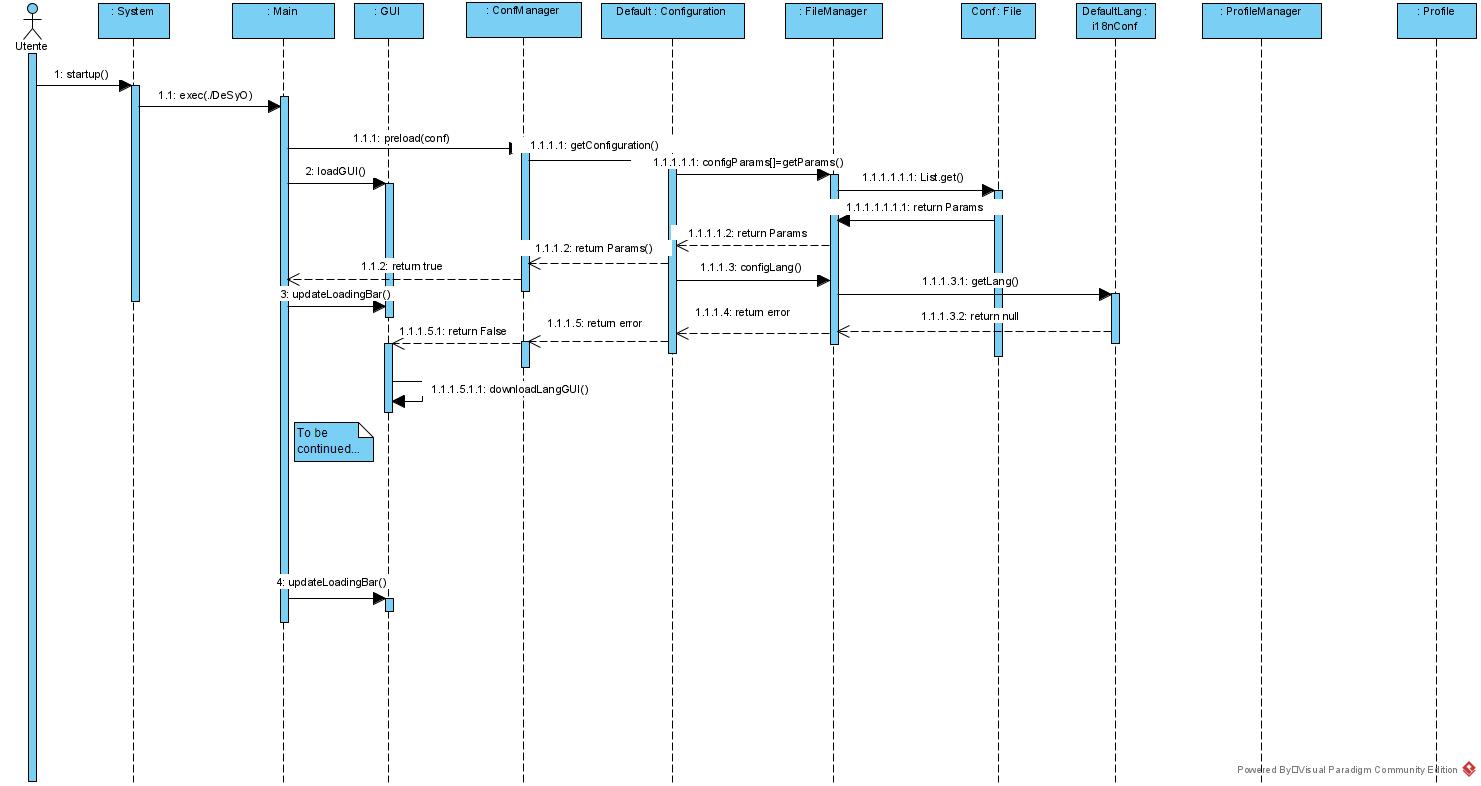 Utente
: System
: Main
: GUI
: ConfManager
Default : Configuration
: FileManager
Conf : File
DefaultLang :
i18nConf
: ProfileManager
: Profile
1: startup()
1.1: exec(./DeSyO)
1.1.1: preload(conf)
1.1.1.1: getConfiguration()
1.1.1.1.1: configParams[]=getParams()
2: loadGUI()
1.1.1.1.1.1: List.get()
1.1.1.1.1.1.1: return Params
1.1.1.1.2: return Params
1.1.1.2: return Params()
1.1.2: return true
1.1.1.3: configLang()
1.1.1.3.1: getLang()
3: updateLoadingBar()
1.1.1.3.2: return null
1.1.1.4: return error
1.1.1.5: return error
1.1.1.5.1: return False
1.1.1.5.1.1: downloadLangGUI()
To be
continued...
4: updateLoadingBar()
Powered By Visual Paradigm Community Edition